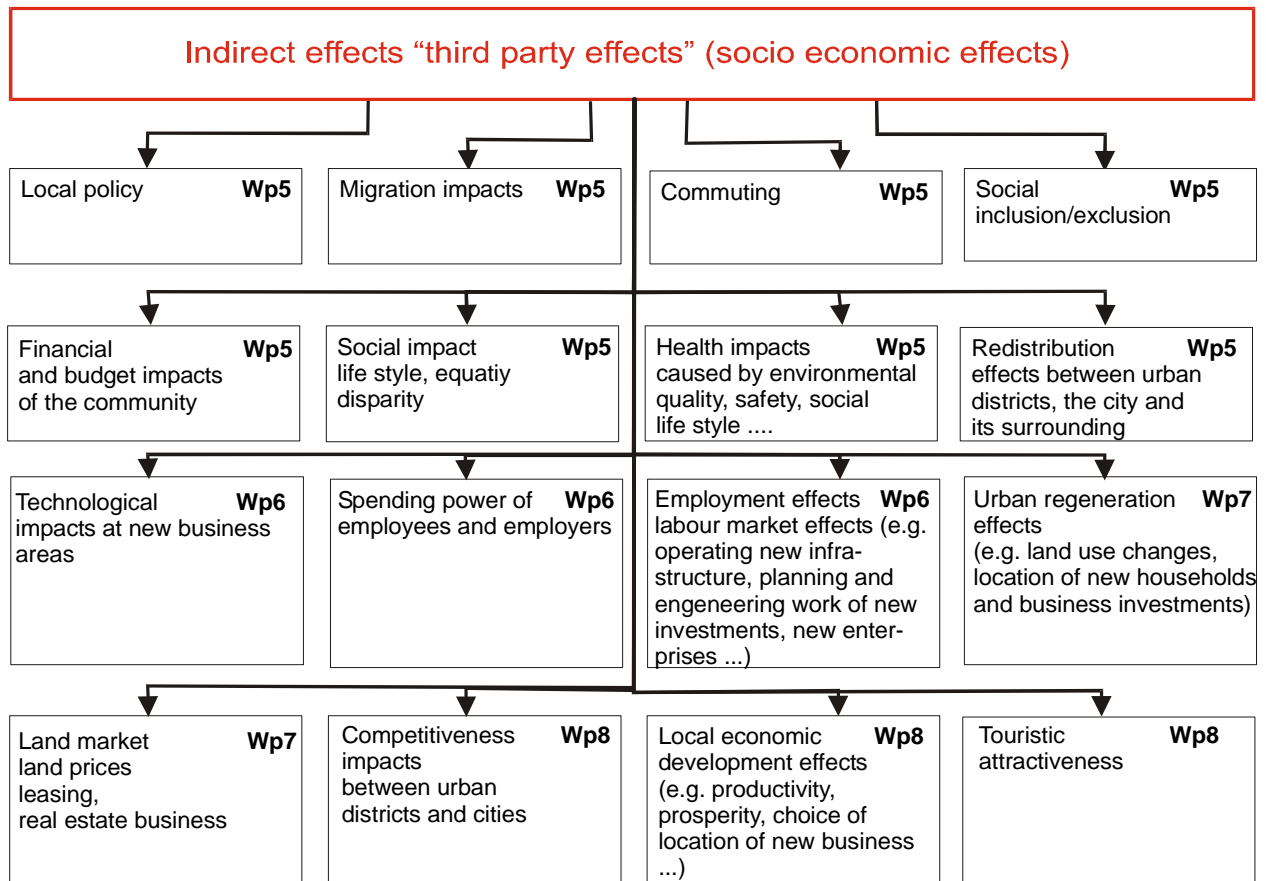 Indirect effects “third party effects” (socio economic effects)
Local policy Wp5
Migration impacts Wp5
Commuting Wp5
Social Wp5
inclusion/exclusion
Financial Wp5
and budget impacts
of the community
Social impact Wp5
life style, equatiy
disparity
Health impacts Wp5
caused by environmental
quality, safety, social
life style ....
Redistribution Wp5
effects between urban
districts, the city and
its surrounding
Technological Wp6
impacts at new business
areas
Spending power of Wp6
employees and employers
Employment effects Wp6
labour market effects (e.g.
operating new infra-
structure, planning and
engeneering work of new
investments, new enter-
prises ...)
Urban regeneration Wp7
effects
(e.g. land use changes,
location of new households
and business investments)
Land market Wp7
land prices
leasing,
real estate business
Competitiveness Wp8
impacts
between urban
districts and cities
Local economic Wp8
development effects
(e.g. productivity,
prosperity, choice of
location of new business
...)
Touristic Wp8
attractiveness